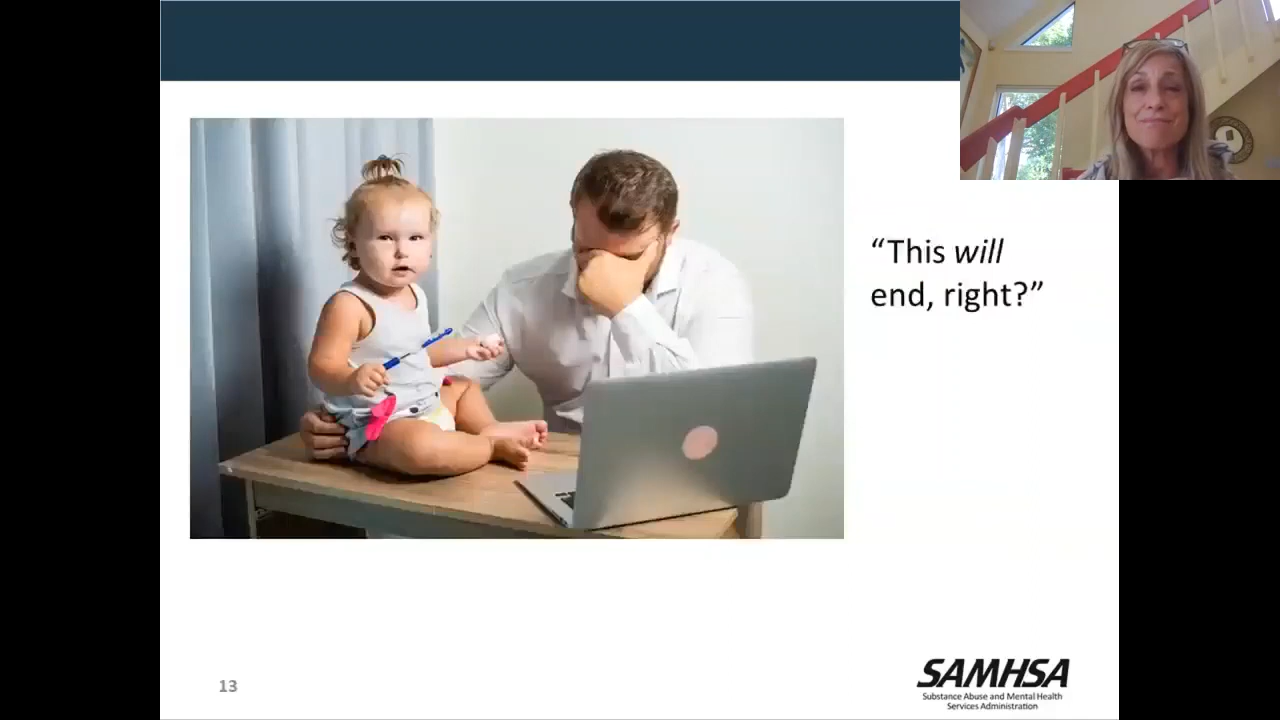 “This will
end, right?”
13
SAMHSA
Substance Abuse and Mental Health
Services Administration